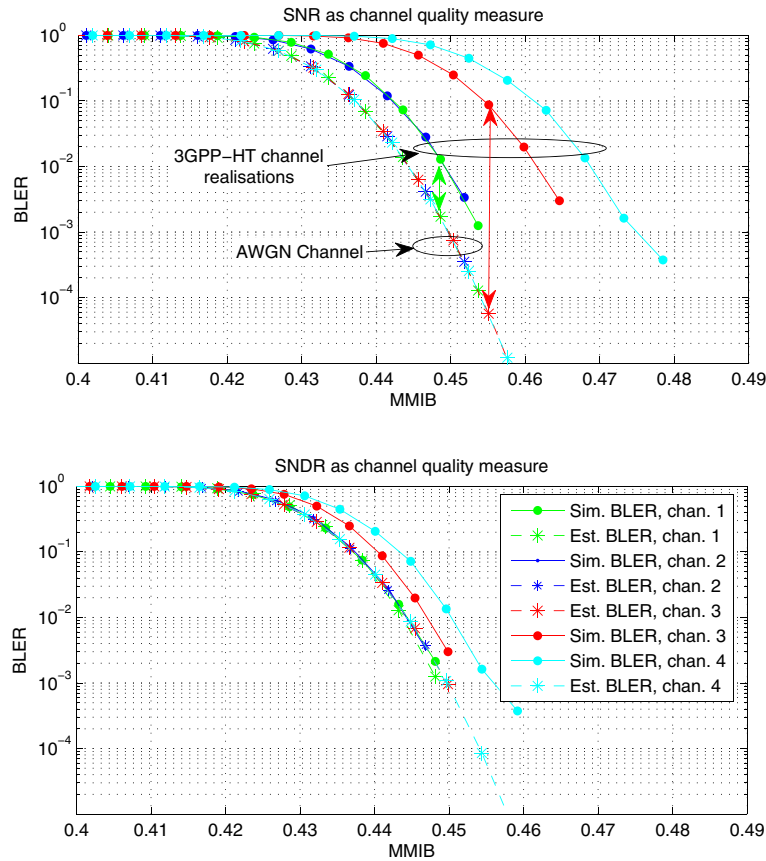 SNR as channel quality measure
10^0
10^-1
10^-2
10^-3
10^-4
BLER
3GPP−HT channel
realisations
AWGN Channel
0.4 0.41 0.42 0.43 0.44 0.45 0.46 0.47 0.48 0.49
MMIB
SNDR as channel quality measure
10^0
10^-1
10^-2
10^-3
10^-4
BLER
Sim. BLER, chan. 1
Est. BLER, chan. 1
Sim. BLER, chan. 2
Est. BLER, chan. 2
Est. BLER, chan. 3
Sim. BLER, chan. 3
Sim. BLER, chan. 4
Est. BLER, chan. 4
0.4 0.41 0.42 0.43 0.44 0.45 0.46 0.47 0.48 0.49
MMIB